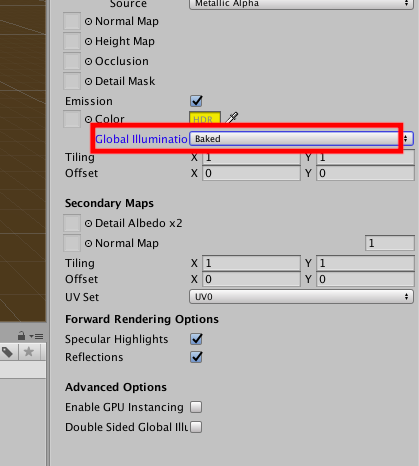 Source Metallic Alpha
Normal Map
Height Map
Occlusion
Detail Mask
Emission
Color HDR
Global Illuminatio Baked
Tiling X 1 Y 1
Offset X 0 Y 0
Secondary Maps
Detail Albedo x2
Normal Map 1
Tiling X 1 Y 1
Offset X 0 Y 0
UV Set UV0
Forward Rendering Options
Specular Highlights
Reflections
Advanced Options
Enable GPU Instancing
Double Sided Global Illu